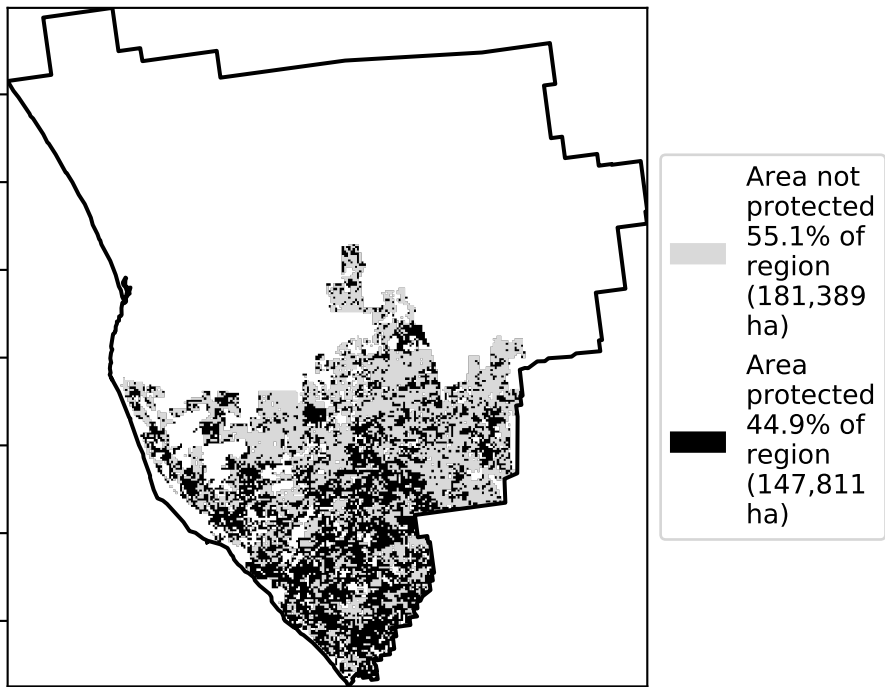 Area not
protected
55.1% of
region
(181,389
ha)
Area
protected
44.9% of
region
(147,811
ha)